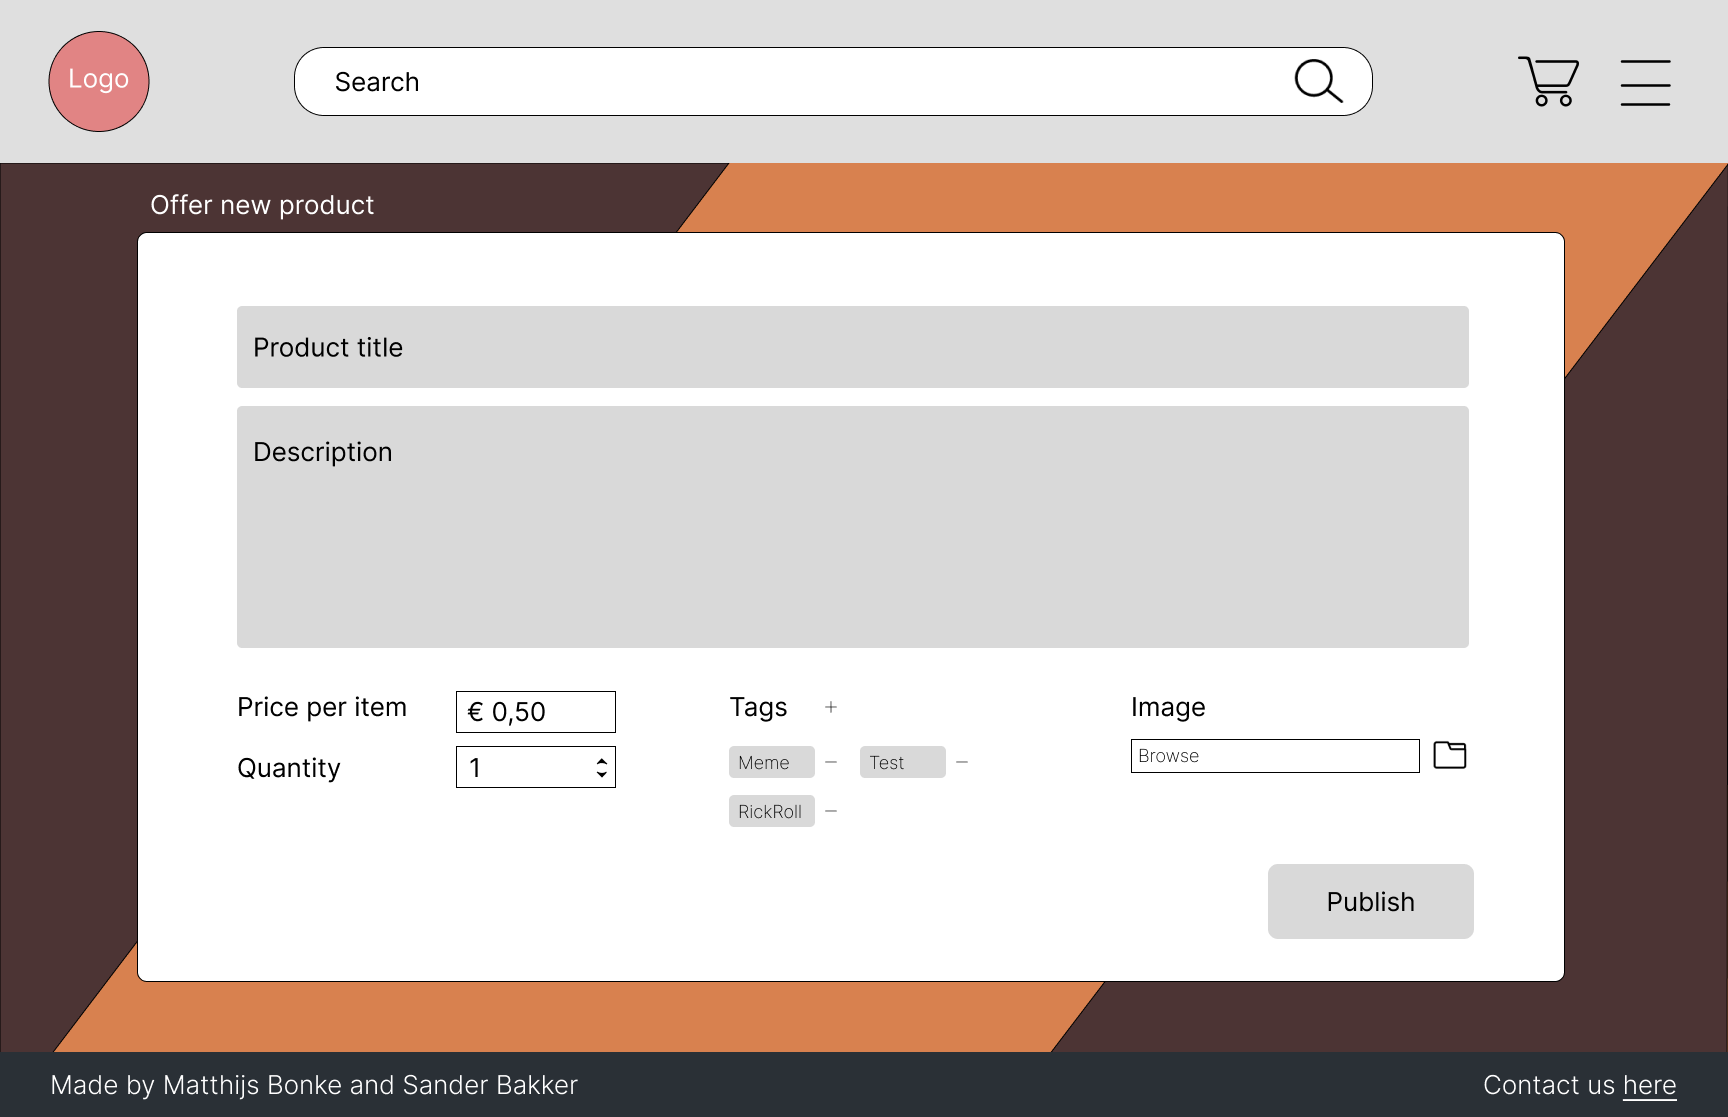 Logo
Search
Offer new product
Product title
Description
Price per item
€ 0,50
Quantity
1
Tags +
Meme – Test –
RickRoll –
Image
Browse
Publish
Made by Matthijs Bonke and Sander Bakker
Contact us here